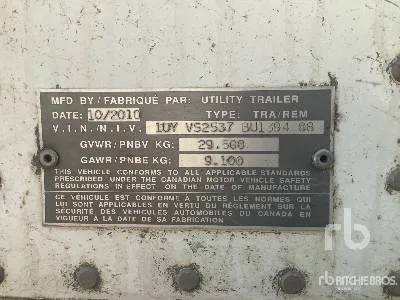 MFD BY/FABRIQUÉ PAR: UTILITY TRAILER
DATE: 10/2010 TYPE: TRA/REM
V.I.N./N.I.V. 1UY VS2537 BU1394 08
GVWR/PNBV KG: 29.500
GAWR/PNBE KG: 9.100
THIS VEHICLE CONFORMS TO ALL APPLICABLE STANDARDS
PRESCRIBED UNDER THE CANADIAN MOTOR VEHICLE SAFETY
REGULATIONS IN EFFECT ON THE DATE OF MANUFACTURE
CE VÉHICULE EST CONFORME À TOUTES LES NORMES QUI
LUI SONT APPLICABLES EN VERTU DU RÈGLEMENT SUR LA
SÉCURITÉ DES VÉHICULES AUTOMOBILES DU CANADA EN
VIGUEUR À LA DATE DE SA FABRICATION
rb
RITCHIE BROS.